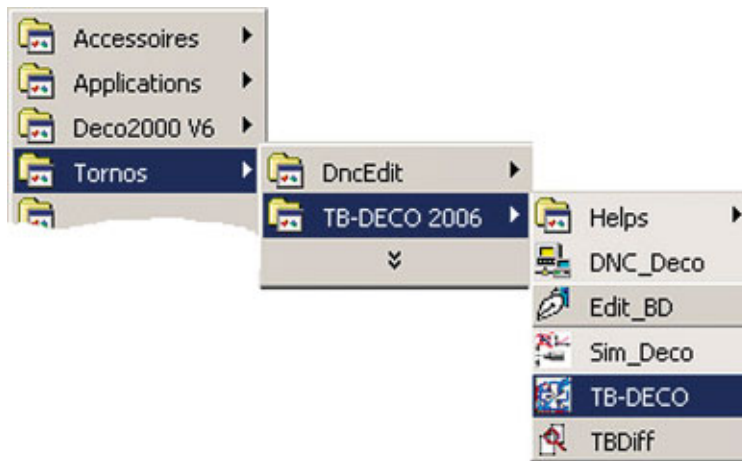 Accessoires
Applications
Deco2000 V6
Tornos
DncEdit
TB-DECO 2006
Helps
DNC_Deco
Edit_BD
Sim_Deco
TB-DECO
TBDiff